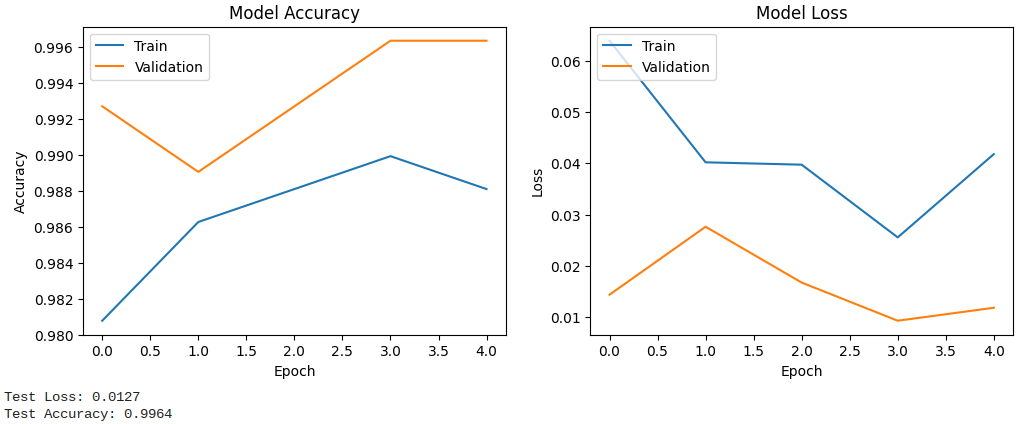 Model Accuracy
Train
Validation
0.996
0.994
0.992
0.990
0.988
0.986
0.984
0.982
0.980
Accuracy
0.0 0.5 1.0 1.5 2.0 2.5 3.0 3.5 4.0
Epoch
Model Loss
Train
Validation
0.06
0.05
0.04
0.03
0.02
0.01
Loss
0.0 0.5 1.0 1.5 2.0 2.5 3.0 3.5 4.0
Epoch
Test Loss: 0.0127
Test Accuracy: 0.9964